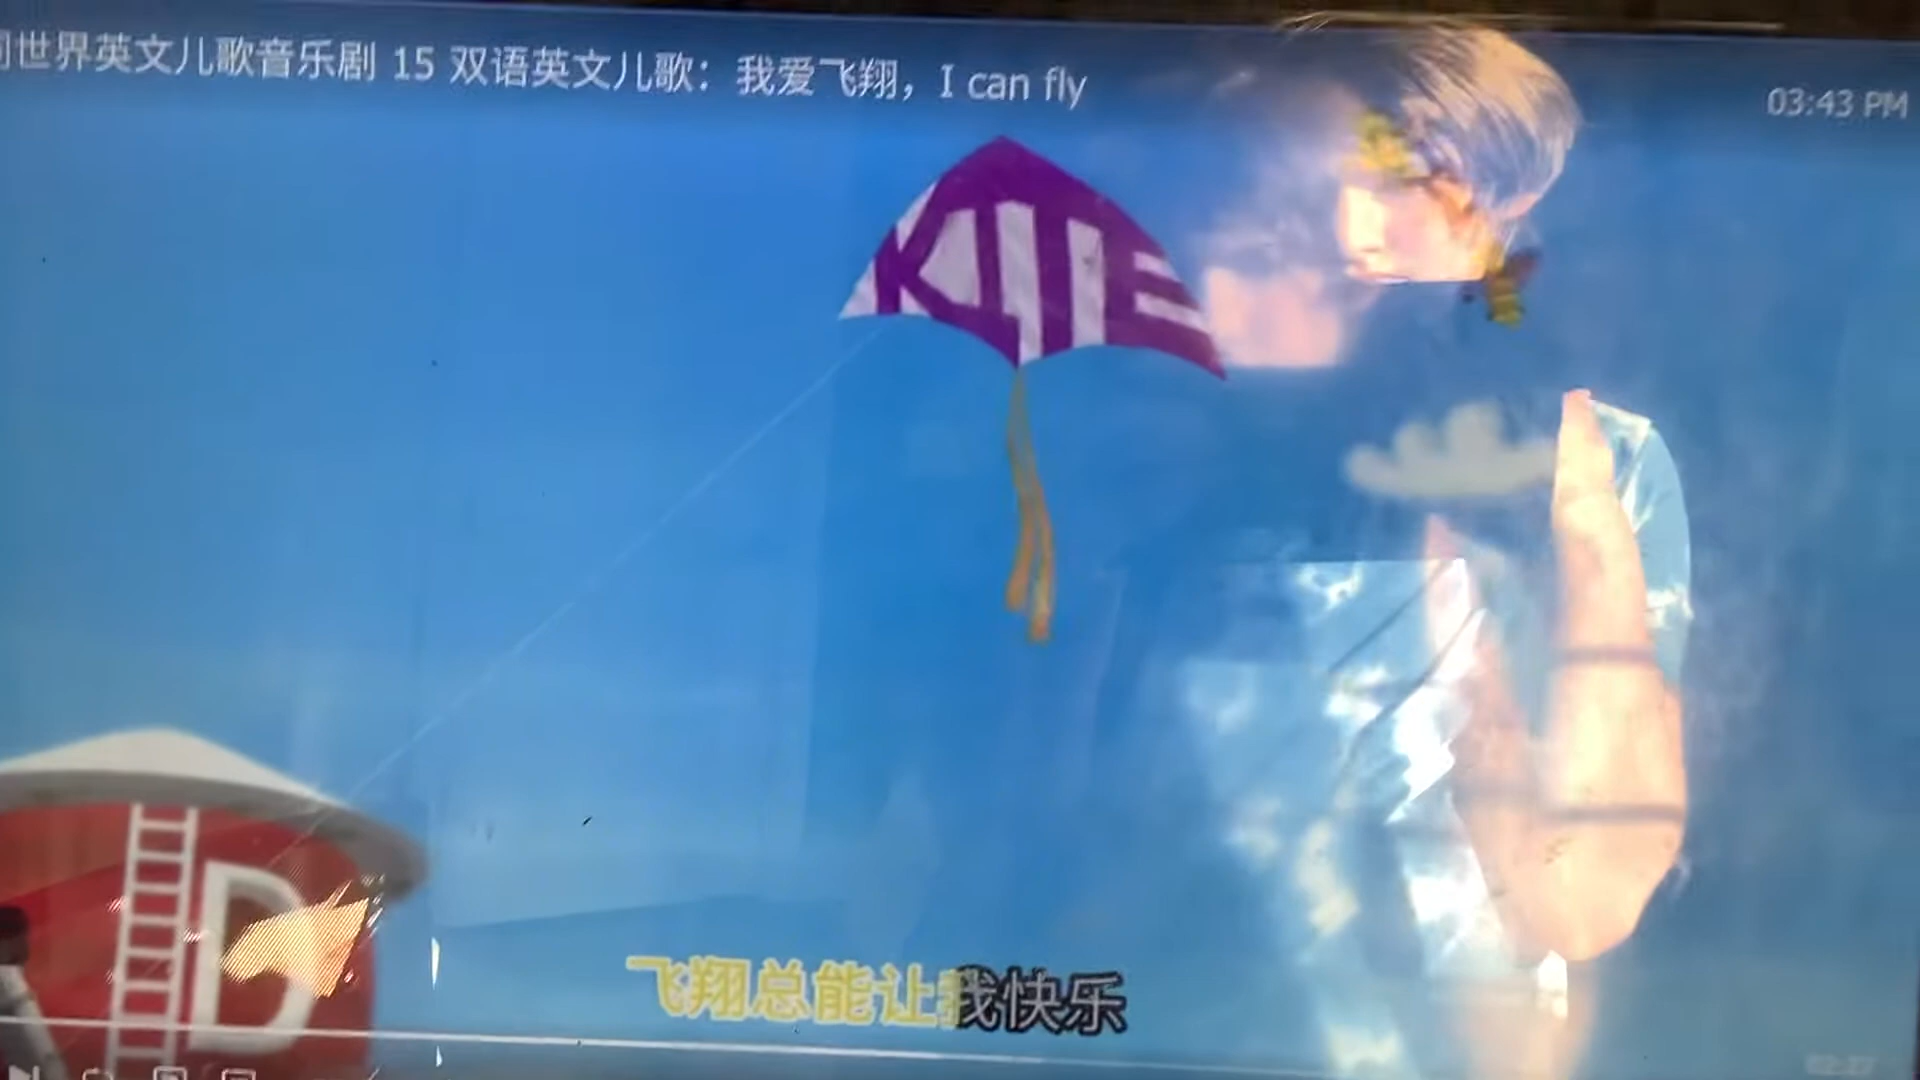 世界英文儿歌音乐剧 15 双语英文儿歌：我爱飞翔，I can fly
03:43 PM
KITE
D
飞翔总能让我快乐